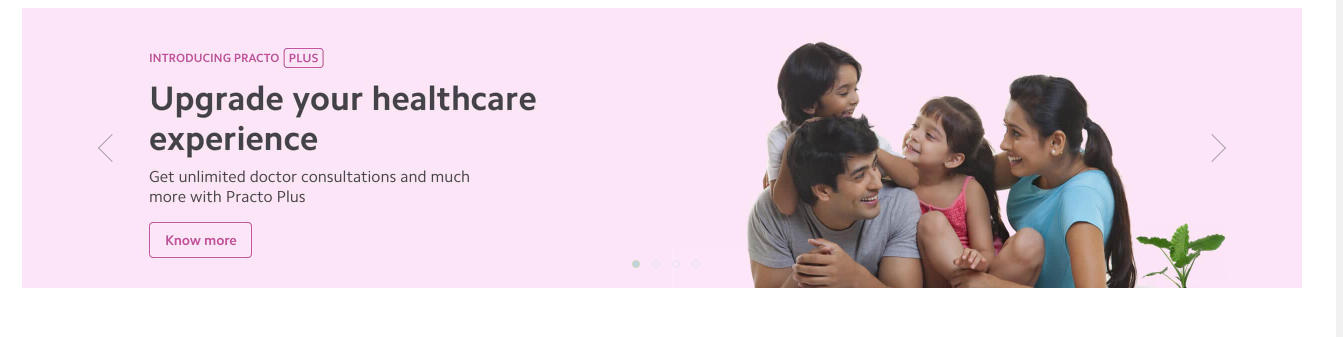 INTRODUCING PRACTO PLUS
Upgrade your healthcare
experience
Get unlimited doctor consultations and much
more with Practo Plus
Know more